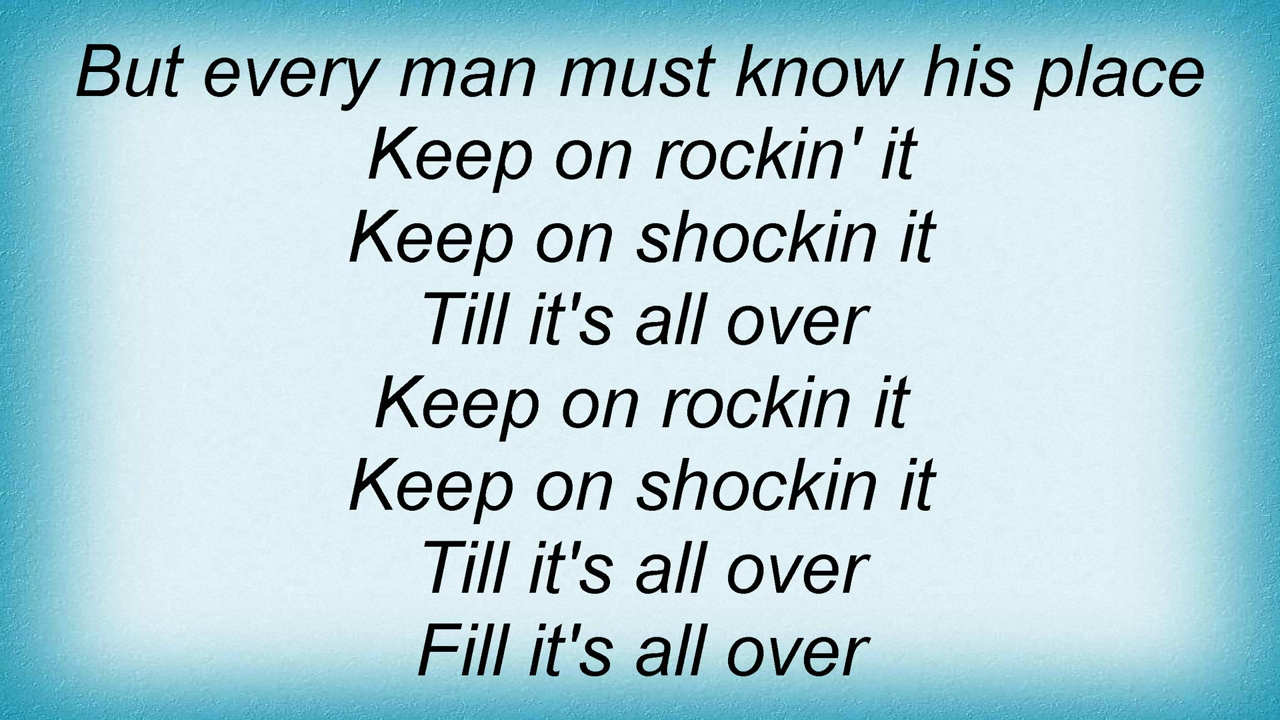 But every man must know his place
Keep on rockin' it
Keep on shockin it
Till it's all over
Keep on rockin it
Keep on shockin it
Till it's all over
Fill it's all over